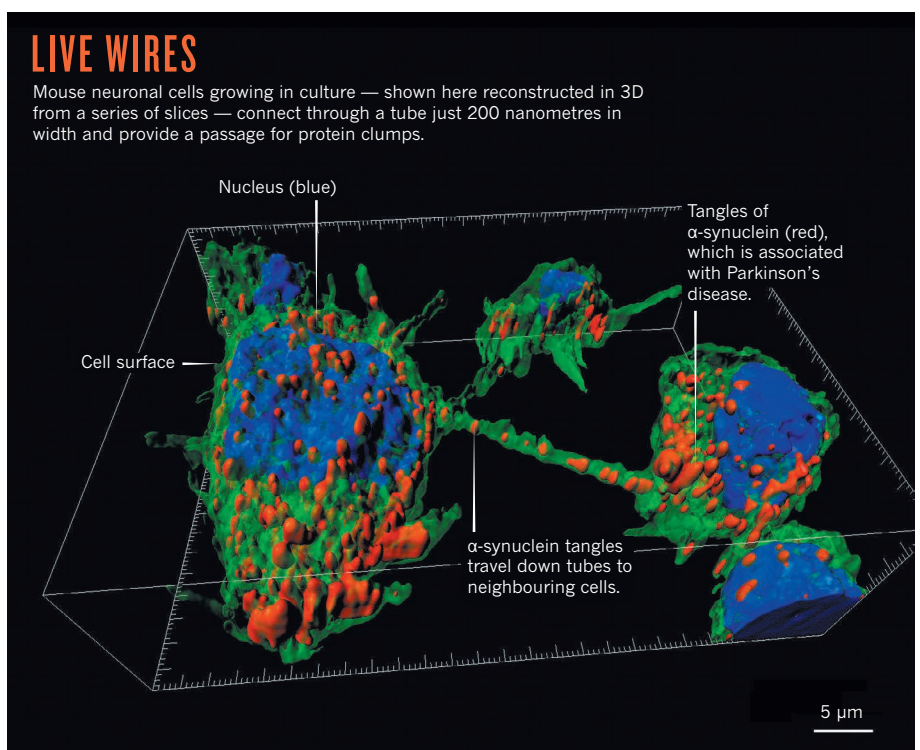 LIVE WIRES
Mouse neuronal cells growing in culture — shown here reconstructed in 3D
from a series of slices — connect through a tube just 200 nanometres in
width and provide a passage for protein clumps.
Nucleus (blue)
Tangles of
α-synuclein (red),
which is associated
with Parkinson’s
disease.
Cell surface
α-synuclein tangles
travel down tubes to
neighbouring cells.
5 µm